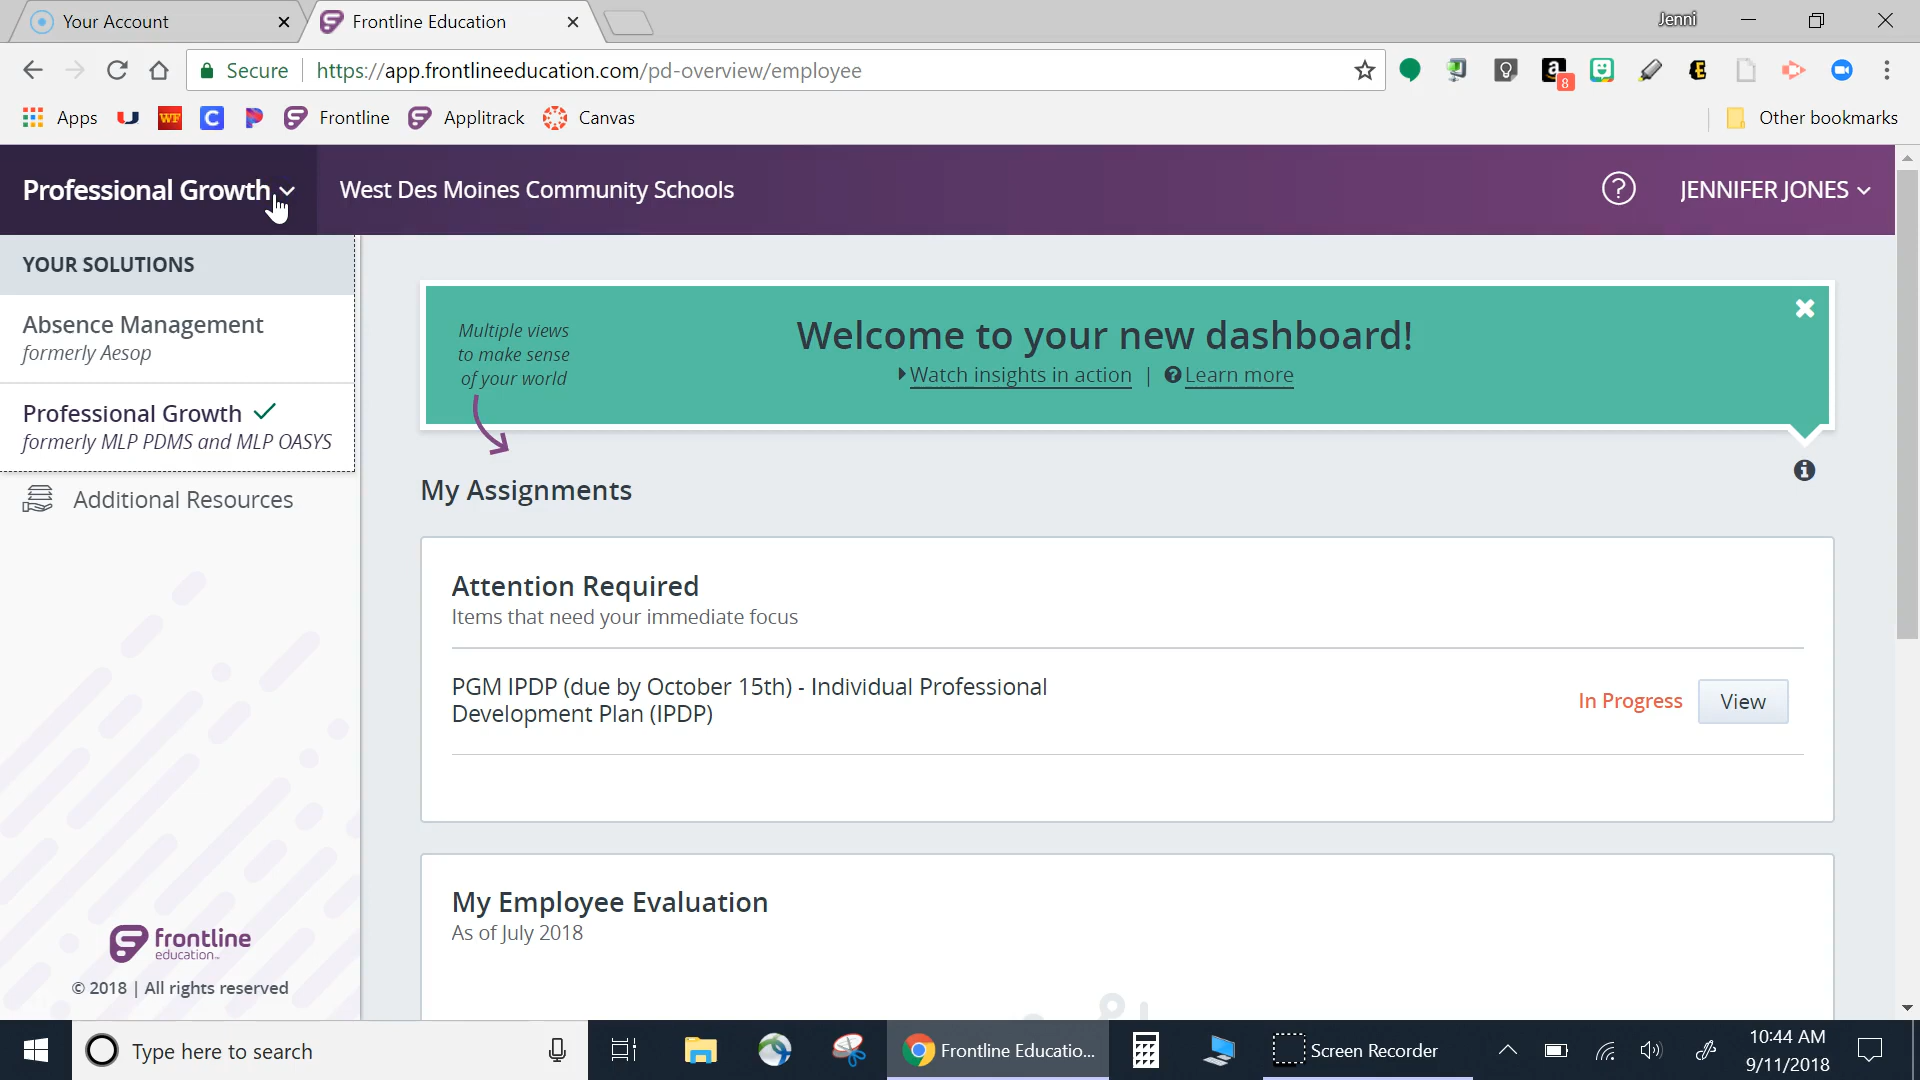 Your Account
Frontline Education
Jenni
Secure
https://app.frontlineeducation.com/pd-overview/employee
8
Apps
WF
Frontline
Applitrack
Canvas
Other bookmarks
Professional Growth
West Des Moines Community Schools
JENNIFER JONES
YOUR SOLUTIONS
Absence Management
formerly Aesop
Professional Growth
formerly MLP PDMS and MLP OASYS
Additional Resources
Multiple views
to make sense
of your world
Welcome to your new dashboard!
Watch insights in action | Learn more
My Assignments
Attention Required
Items that need your immediate focus
PGM IPDP (due by October 15th) - Individual Professional
Development Plan (IPDP)
In Progress
View
My Employee Evaluation
As of July 2018
frontline
education
© 2018 | All rights reserved
Type here to search
Frontline Educatio...
Screen Recorder
10:44 AM
9/11/2018